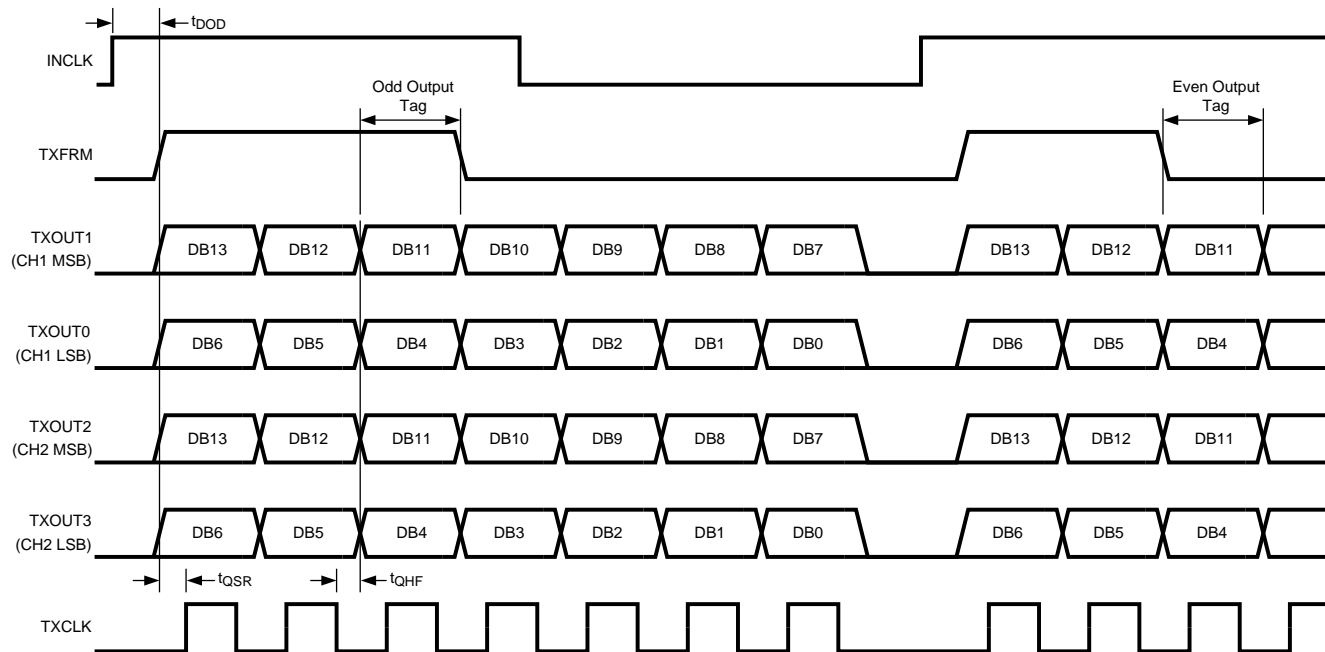 tDOD
INCLK
Odd Output
Tag
Even Output
Tag
TXFRM
TXOUT1
(CH1 MSB)
DB13 DB12 DB11 DB10 DB9 DB8 DB7 DB13 DB12 DB11
TXOUT0
(CH1 LSB)
DB6 DB5 DB4 DB3 DB2 DB1 DB0 DB6 DB5 DB4
TXOUT2
(CH2 MSB)
DB13 DB12 DB11 DB10 DB9 DB8 DB7 DB13 DB12 DB11
TXOUT3
(CH2 LSB)
DB6 DB5 DB4 DB3 DB2 DB1 DB0 DB6 DB5 DB4
tQSR tQHF
TXCLK